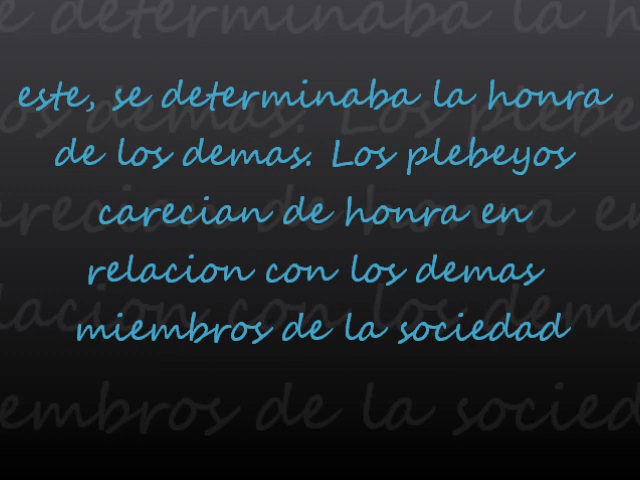 este, se determinaba la honra
de los demas. Los plebeyos
carecian de honra en
relacion con los demas
miembros de la sociedad